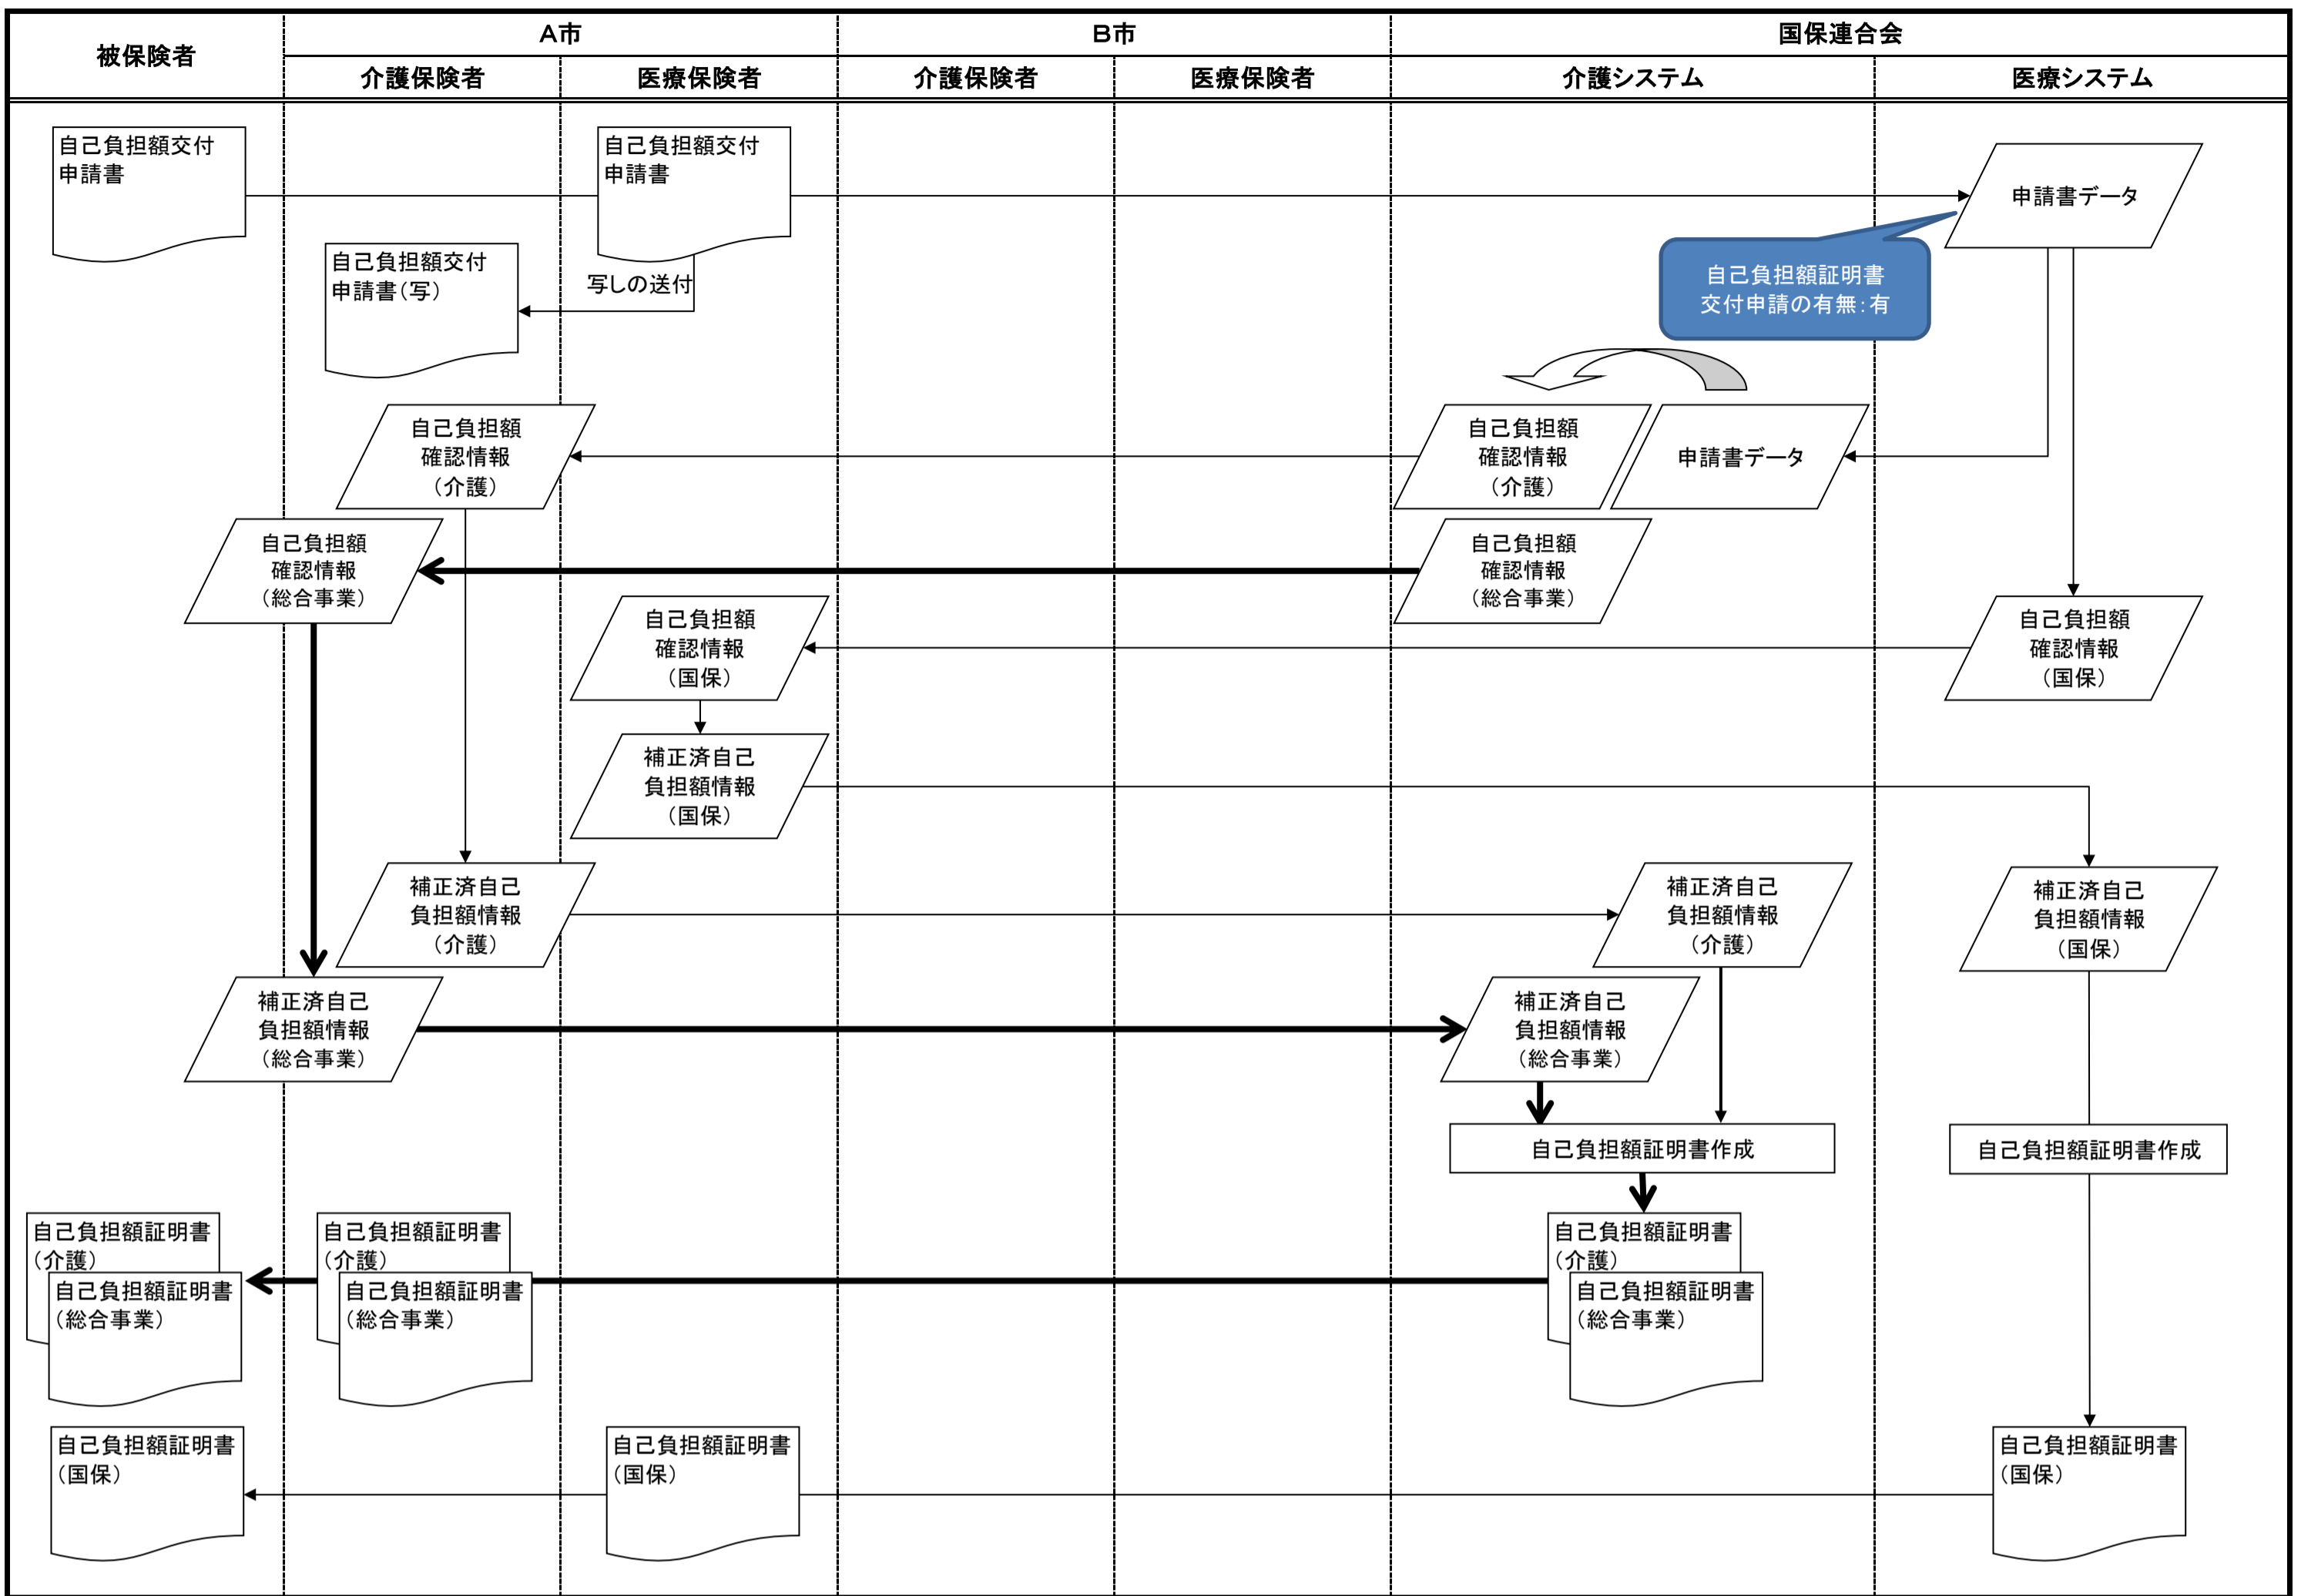 被保険者
A市
B市
国保連合会
介護保険者
医療保険者
介護保険者
医療保険者
介護システム
医療システム
自己負担額交付
申請書
自己負担額交付
申請書
申請書データ
自己負担額交付
申請書（写）
写しの送付
自己負担額証明書
交付申請の有無：有
自己負担額
確認情報
（介護）
自己負担額
確認情報
（介護）
申請書データ
自己負担額
確認情報
（総合事業）
自己負担額
確認情報
（総合事業）
自己負担額
確認情報
（国保）
自己負担額
確認情報
（国保）
補正済自己
負担額情報
（国保）
補正済自己
負担額情報
（介護）
補正済自己
負担額情報
（介護）
補正済自己
負担額情報
（国保）
補正済自己
負担額情報
（総合事業）
補正済自己
負担額情報
（総合事業）
自己負担額証明書作成
自己負担額証明書作成
自己負担額証明書
（介護）
自己負担額証明書
（総合事業）
自己負担額証明書
（介護）
自己負担額証明書
（総合事業）
自己負担額証明書
（介護）
自己負担額証明書
（総合事業）
自己負担額証明書
（国保）
自己負担額証明書
（国保）
自己負担額証明書
（国保）